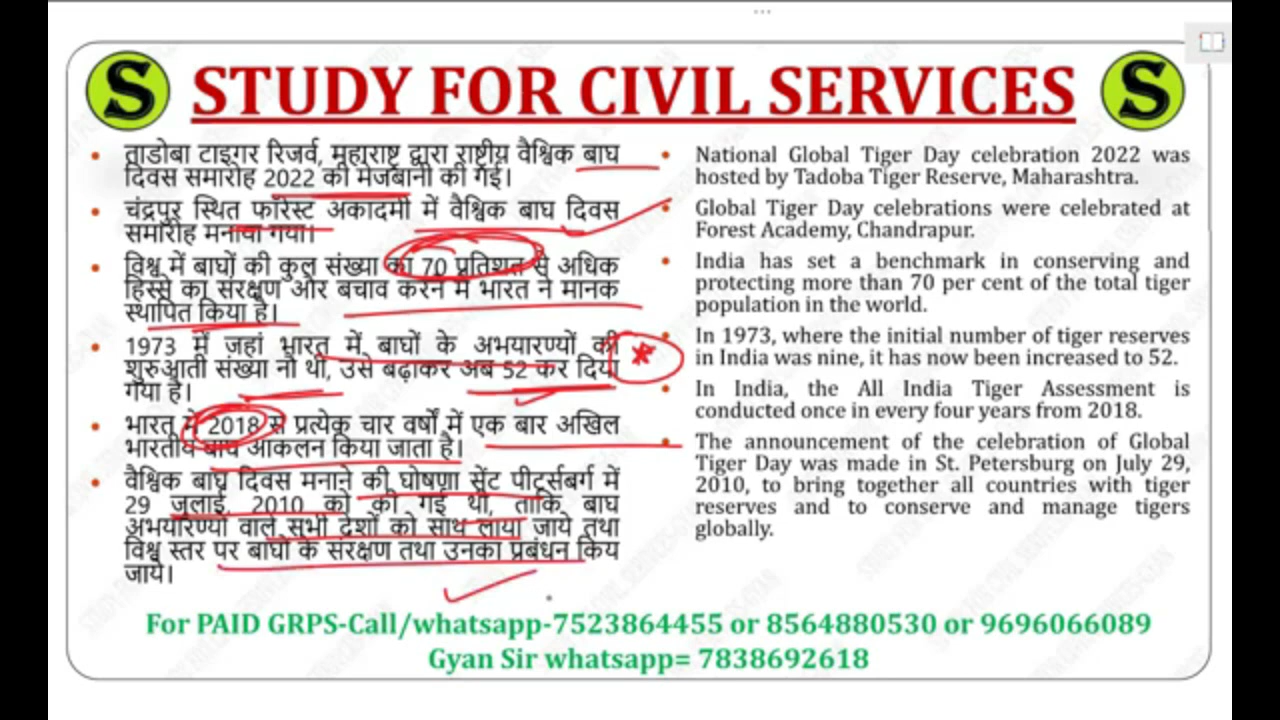 S STUDY FOR CIVIL SERVICES S
ताडोबा टाइगर रिजर्व, महाराष्ट्र द्वारा राष्ट्रीय वैश्विक बाघ
दिवस समारोह 2022 की मेजबानी की गई।
चंद्रपुर स्थित फॉरेस्ट अकादमी में वैश्विक बाघ दिवस
समारोह मनाया गया।
विश्व में बाघों की कुल संख्या का 70 प्रतिशत से अधिक
हिस्से का संरक्षण और बचाव करने में भारत ने मानक
स्थापित किया है।
1973 में जहां भारत में बाघों के अभयारण्यों की
शुरुआती संख्या नौ थी, उसे बढ़ाकर अब 52 कर दिया
गया है।
भारत में 2018 से प्रत्येक चार वर्षों में एक बार अखिल
भारतीय बाघ आकलन किया जाता है।
वैश्विक बाघ दिवस मनाने की घोषणा सेंट पीटर्सबर्ग में
29 जुलाई, 2010 को की गई थी, ताकि बाघ
अभयारण्यों वाले सभी देशों को साथ लाया जाये तथा
विश्व स्तर पर बाघों के संरक्षण तथा उनका प्रबंधन किय
जाये।
National Global Tiger Day celebration 2022 was
hosted by Tadoba Tiger Reserve, Maharashtra.
Global Tiger Day celebrations were celebrated at
Forest Academy, Chandrapur.
India has set a benchmark in conserving and
protecting more than 70 per cent of the total tiger
population in the world.
In 1973, where the initial number of tiger reserves
in India was nine, it has now been increased to 52.
In India, the All India Tiger Assessment is
conducted once in every four years from 2018.
The announcement of the celebration of Global
Tiger Day was made in St. Petersburg on July 29,
2010, to bring together all countries with tiger
reserves and to conserve and manage tigers
globally.
For PAID GRPS-Call/whatsapp-7523864455 or 8564880530 or 9696066089
Gyan Sir whatsapp= 7838692618